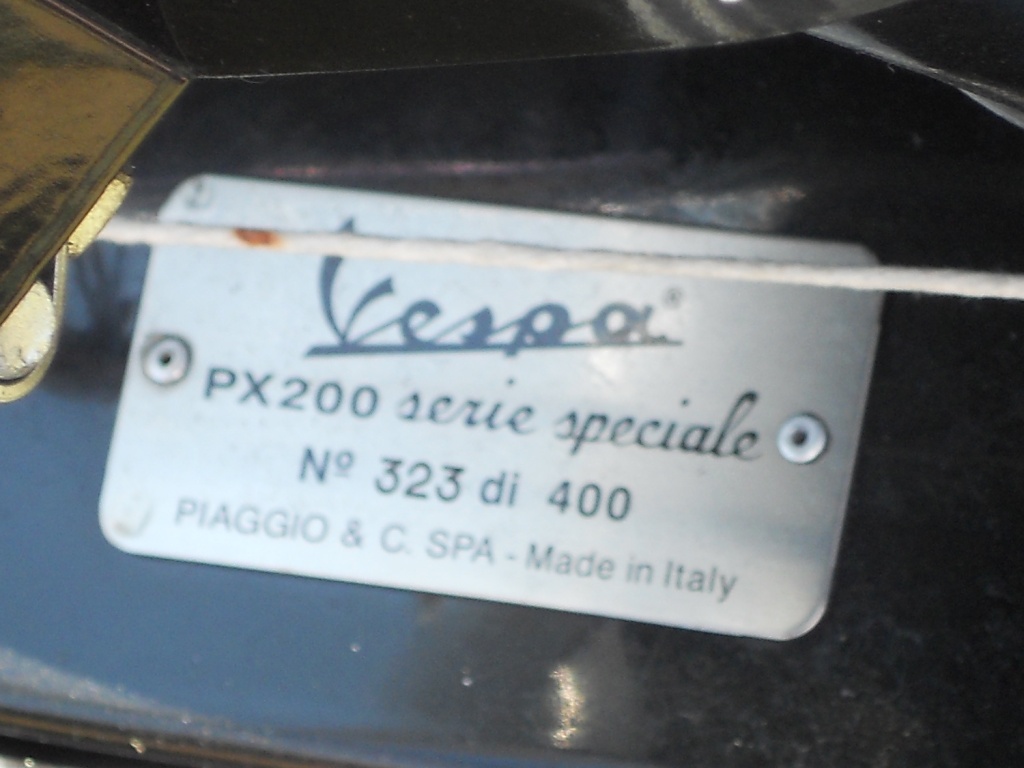 Vespa®
PX200 serie speciale
Nº 323 di 400
PIAGGIO & C. SPA - Made in Italy